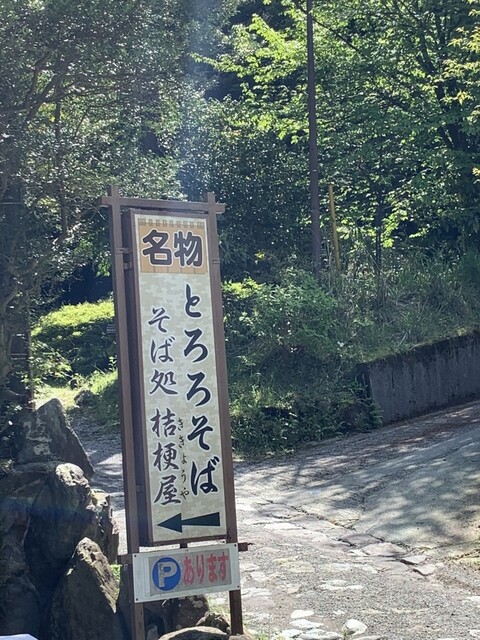 名物
とろろそば
そば処 桔梗屋
ききょうや
P あります